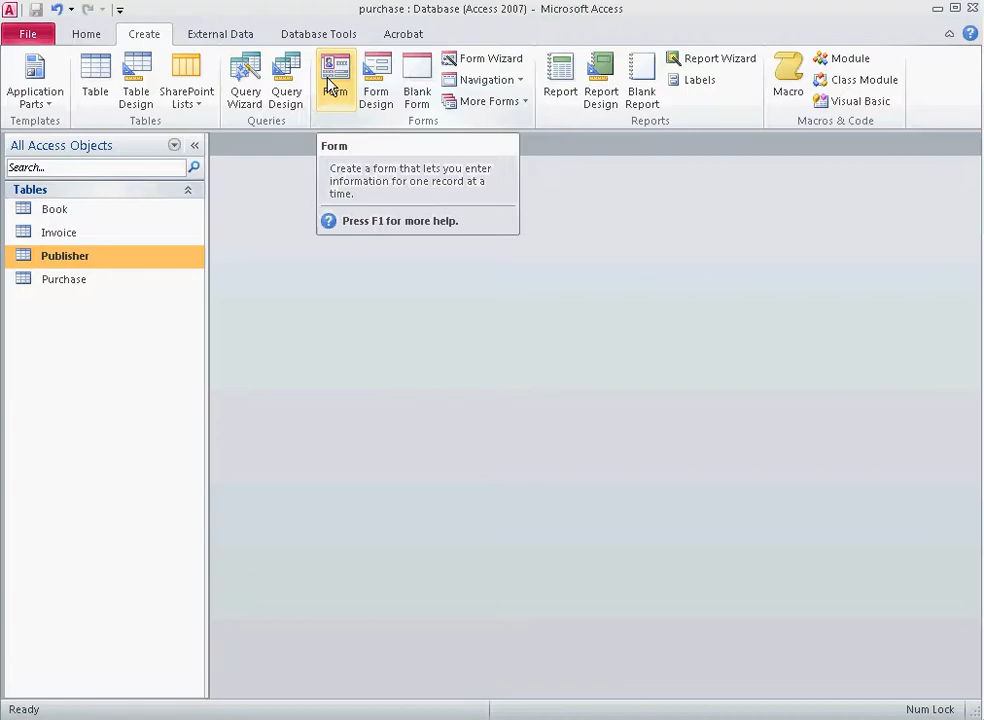 purchase : Database (Access 2007) - Microsoft Access
File Home Create External Data Database Tools Acrobat
Application Parts
Table
Table Design
SharePoint Lists
Query Wizard
Query Design
Form
Form Design
Blank Form
Form Wizard
Navigation
More Forms
Report
Report Design
Blank Report
Report Wizard
Labels
Macro
Module
Class Module
Visual Basic
Templates Tables Queries Forms Reports Macros & Code
All Access Objects
Search...
Tables
Book
Invoice
Publisher
Purchase
Form
Create a form that lets you enter
information for one record at a
time.
Press F1 for more help.
Ready
Num Lock